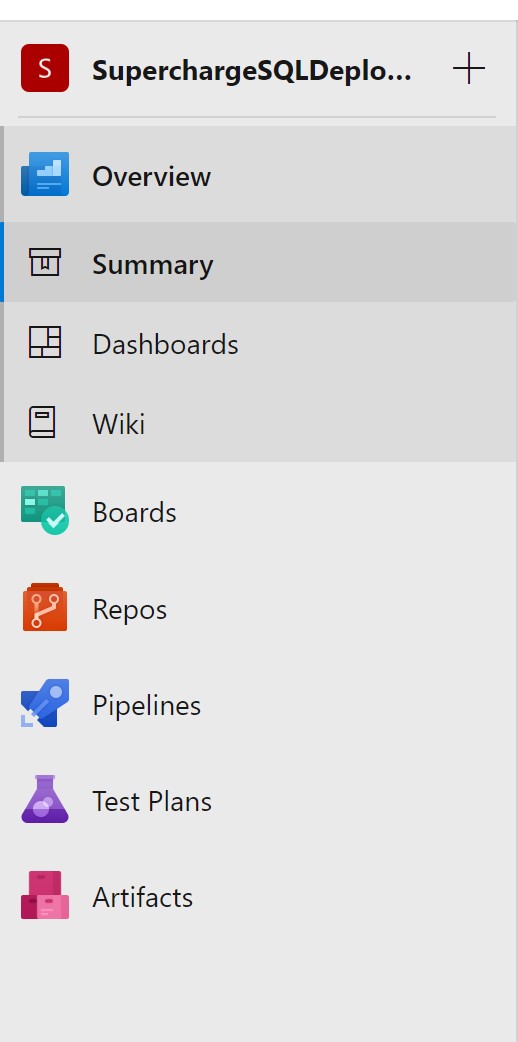 S SuperchargeSQLDeplo...
Overview
Summary
Dashboards
Wiki
Boards
Repos
Pipelines
Test Plans
Artifacts